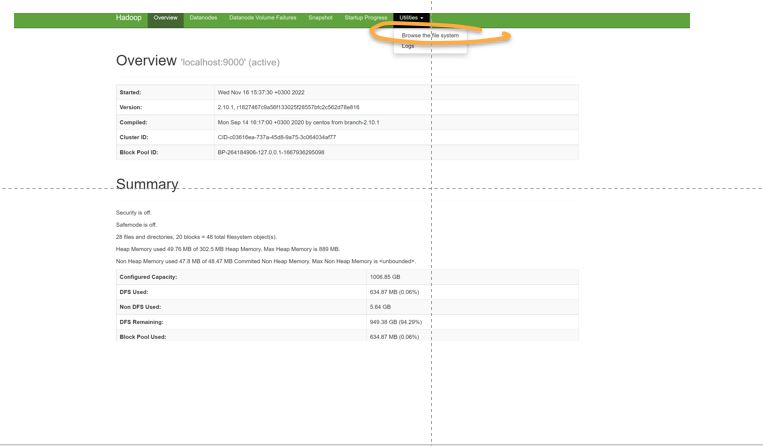 Hadoop Overview Datanodes Datanode Volume Failures Snapshot Startup Progress Utilities
Browse the file system
Logs
Overview 'localhost:9000' (active)
Started: Wed Nov 16 15:37:30 +0300 2022
Version: 2.10.1, r1827467c9a56f133025f28557bfc2c562d78e816
Compiled: Mon Sep 14 16:17:00 +0300 2020 by centos from branch-2.10.1
Cluster ID: CID-c03616ea-737a-45d8-9a75-3c064034af77
Block Pool ID: BP-264184906-127.0.0.1-1667936295098
Summary
Security is off.
Safemode is off.
28 files and directories, 20 blocks = 48 total filesystem object(s).
Heap Memory used 49.76 MB of 302.5 MB Heap Memory. Max Heap Memory is 889 MB.
Non Heap Memory used 47.8 MB of 48.47 MB Commited Non Heap Memory. Max Non Heap Memory is <unbounded>.
Configured Capacity: 1006.85 GB
DFS Used: 634.87 MB (0.06%)
Non DFS Used: 5.64 GB
DFS Remaining: 949.38 GB (94.29%)
Block Pool Used: 634.87 MB (0.06%)